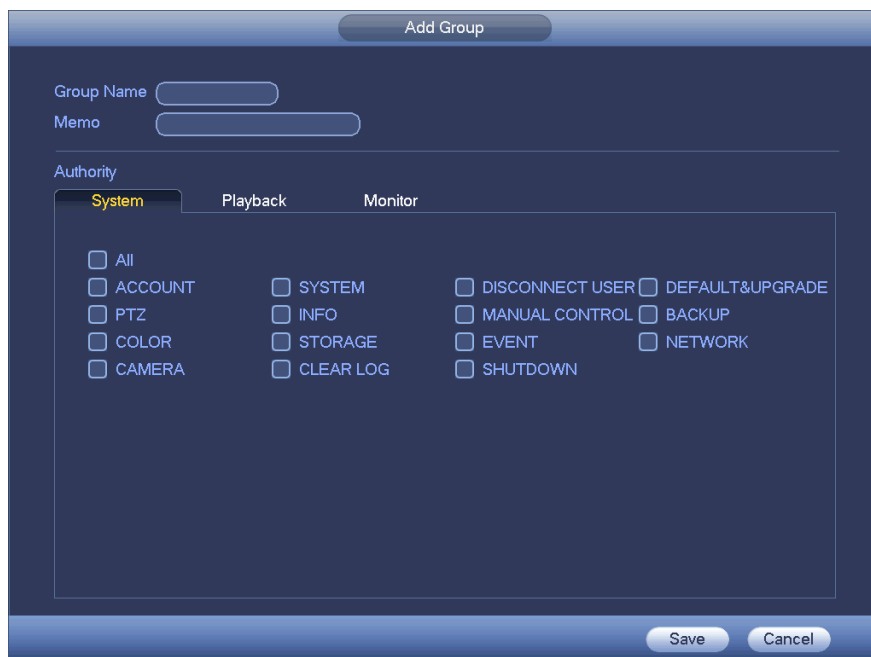 Add Group
Group Name
Memo
Authority
System Playback Monitor
All
ACCOUNT SYSTEM DISCONNECT USER DEFAULT&UPGRADE
PTZ INFO MANUAL CONTROL BACKUP
COLOR STORAGE EVENT NETWORK
CAMERA CLEAR LOG SHUTDOWN
Save Cancel